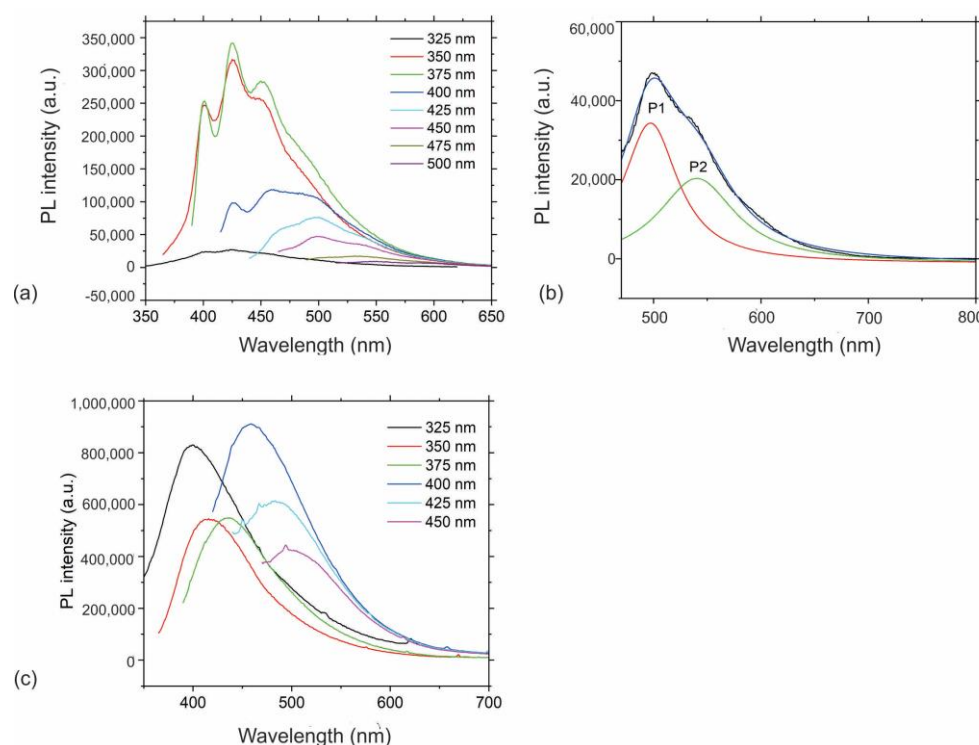 PL intensity (a.u.)
350,000
300,000
250,000
200,000
150,000
100,000
50,000
0
-50,000
325 nm
350 nm
375 nm
400 nm
425 nm
450 nm
475 nm
500 nm
350 400 450 500 550 600 650
Wavelength (nm)
(a)
PL intensity (a.u.)
60,000
40,000
20,000
0
-10,000
P1
P2
500 600 700 800
Wavelength (nm)
(b)
PL intensity (a.u.)
1,000,000
800,000
600,000
400,000
200,000
0
325 nm
350 nm
375 nm
400 nm
425 nm
450 nm
400 500 600 700
Wavelength (nm)
(c)